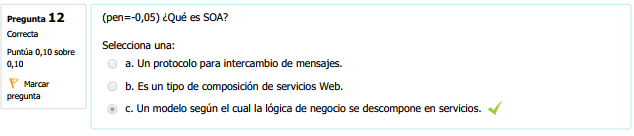 Pregunta 12
Correcta
Puntúa 0,10 sobre
0,10
Marcar
pregunta
(pen=-0,05) ¿Qué es SOA?
Selecciona una:
a. Un protocolo para intercambio de mensajes.
b. Es un tipo de composición de servicios Web.
c. Un modelo según el cual la lógica de negocio se descompone en servicios.